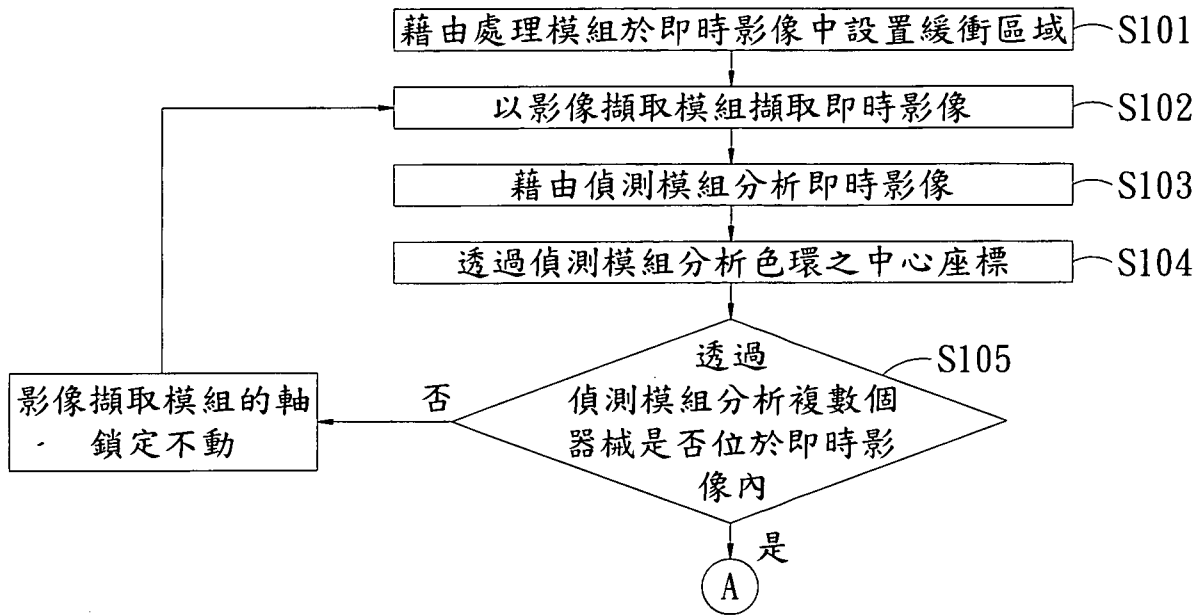 藉由處理模組於即時影像中設置緩衝區域
S101
以影像擷取模組擷取即時影像
S102
藉由偵測模組分析即時影像
S103
透過偵測模組分析色環之中心座標
S104
透過
偵測模組分析複數個
器械是否位於即時影
像內
S105
否
影像擷取模組的軸
鎖定不動
是
A